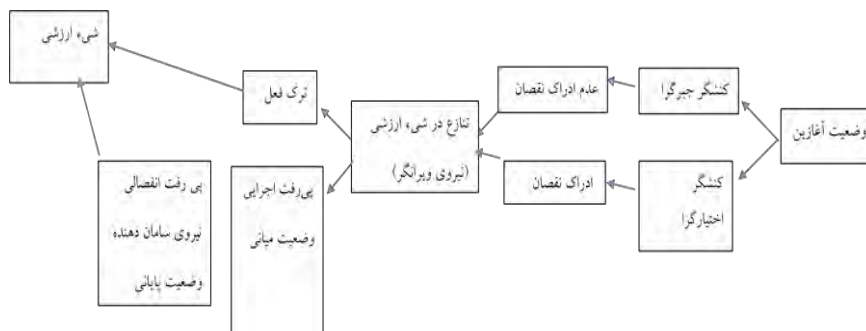 وضعیت آغازین
کنشگر جبرگرا
کنشگر
اختیارگرا
عدم ادراک نقصان
ادراک نقصان
تنازع در شیء ارزشی
(نیروی ویرانگر)
ترک فعل
پی‌رفت اجرایی
وضعیت میانی
شیء ارزشی
پی رفت انفصالی
نیروی سامان دهنده
وضعیت پایانی